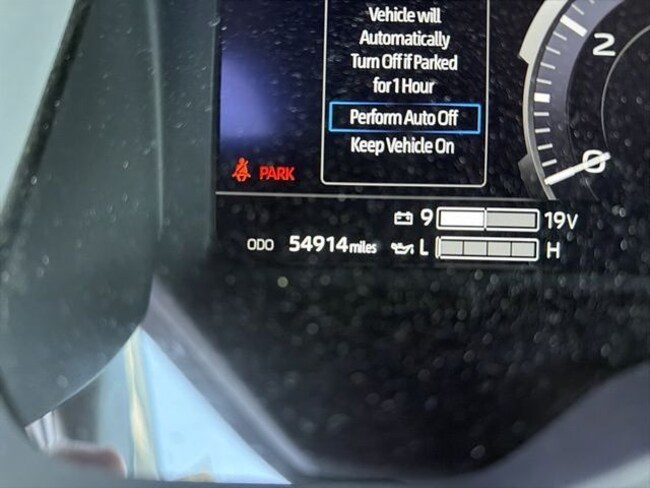 Vehicle will
Automatically
Turn Off if Parked
for 1 Hour
Perform Auto Off
Keep Vehicle On
2
0
PARK
9 19V
ODO 54914 miles L H